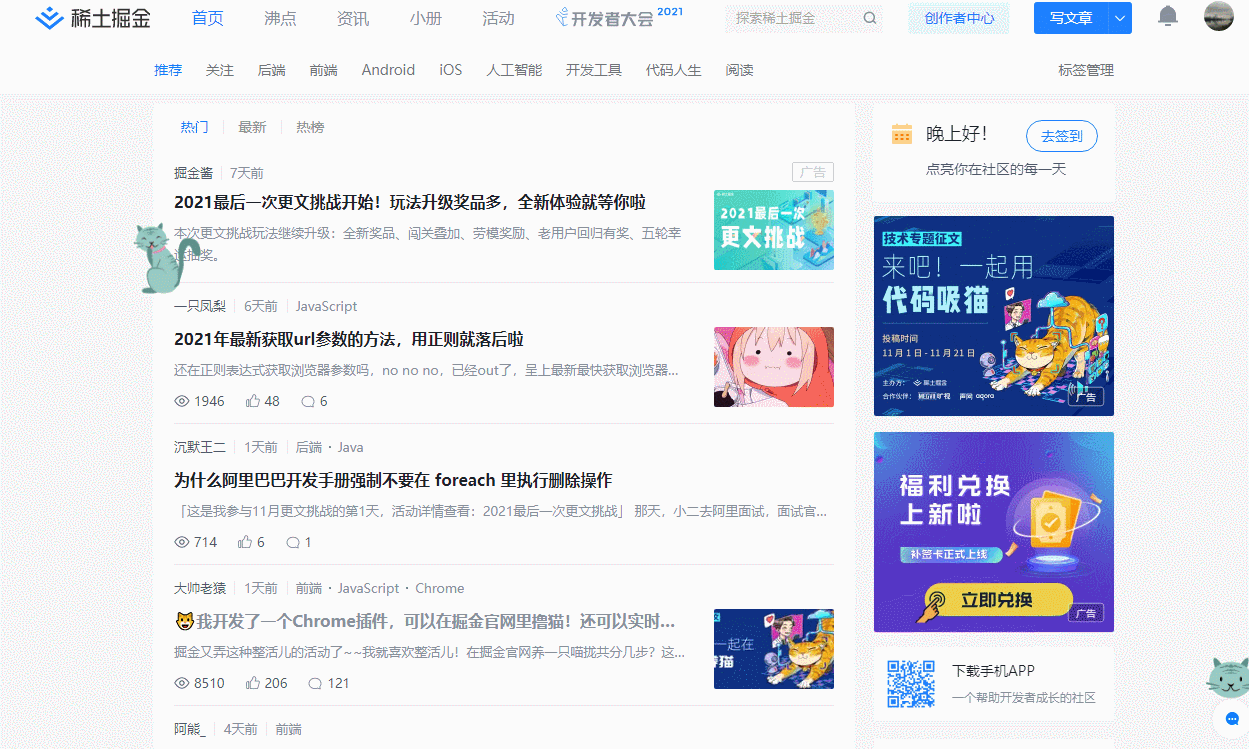 稀土掘金
首页
沸点
资讯
小册
活动
开发者大会 2021
探索稀土掘金
创作者中心
写文章
推荐
关注
后端
前端
Android
iOS
人工智能
开发工具
代码人生
阅读
标签管理
热门
最新
热榜
掘金酱 7天前
广告
2021最后一次更文挑战开始！玩法升级奖品多，全新体验就等你啦
本次更文挑战玩法继续升级：全新奖品、闯关叠加、劳模奖励、老用户回归有奖、五轮幸
运抽奖。
2021最后一次
更文挑战
一只凤梨 6天前 JavaScript
2021年最新获取url参数的方法，用正则就落后啦
还在正则表达式获取浏览器参数吗，no no no，已经out了，呈上最新最快获取浏览器...
1946 48 6
沉默王二 1天前 后端 · Java
为什么阿里巴巴开发手册强制不要在 foreach 里执行删除操作
「这是我参与11月更文挑战的第1天，活动详情查看：2021最后一次更文挑战」 那天，小二去阿里面试，面试官...
714 6 1
大帅老猿 1天前 前端 · JavaScript · Chrome
我开发了一个Chrome插件，可以在掘金官网里撸猫！还可以实时...
掘金又弄这种整活儿的活动了~~我就喜欢整活儿！在掘金官网养一只喵拢共分几步？这...
一起在
8510 206 121
阿熊_ 4天前 前端
晚上好！
去签到
点亮你在社区的每一天
技术专题征文
来吧！一起用
代码吸猫
投稿时间
11月1日-11月21日
主办方： 稀土掘金
合作伙伴： MEGVII旷视 声网 agora
广告
福利兑换
上新啦
补签卡正式上线
立即兑换
广告
下载手机APP
一个帮助开发者成长的社区